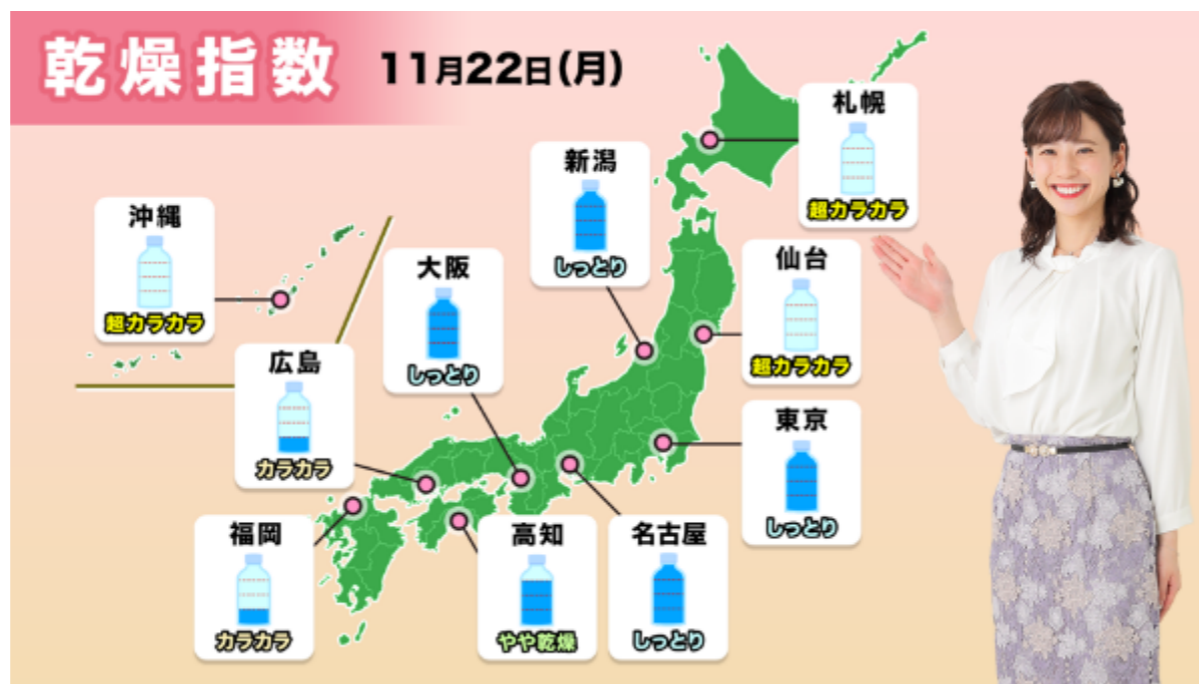 乾燥指数
11月22日(月)
札幌
超カラカラ
新潟
しっとり
沖縄
超カラカラ
大阪
しっとり
仙台
超カラカラ
広島
カラカラ
東京
しっとり
福岡
カラカラ
高知
やや乾燥
名古屋
しっとり